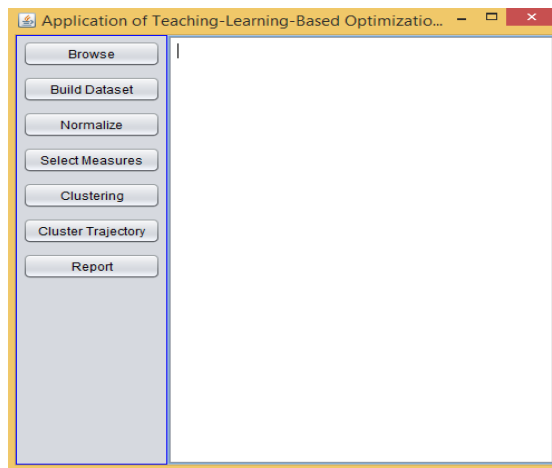 Application of Teaching-Learning-Based Optimizatio...
Browse
Build Dataset
Normalize
Select Measures
Clustering
Cluster Trajectory
Report